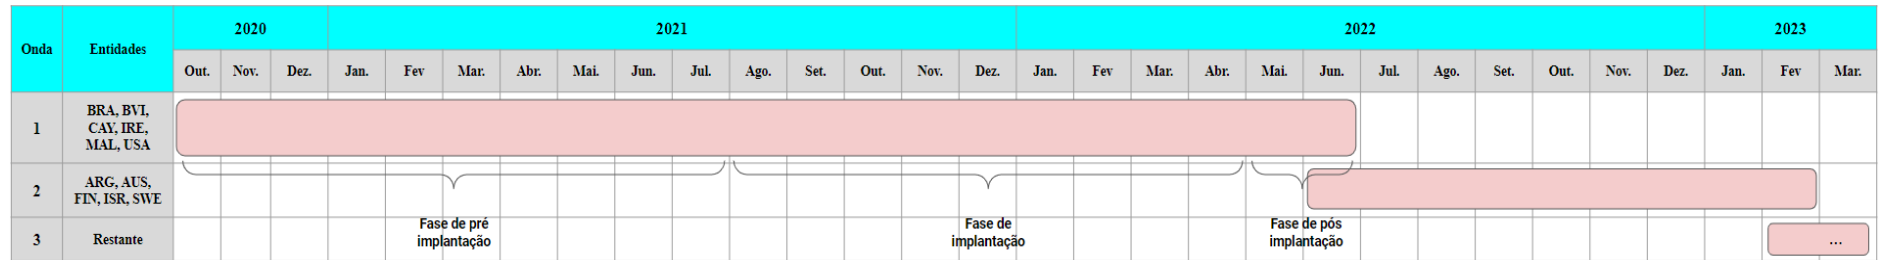 Onda Entidades 2020 2021 2022 2023
Out. Nov. Dez. Jan. Fev Mar. Abr. Mai. Jun. Jul. Ago. Set. Out. Nov. Dez. Jan. Fev Mar. Abr. Mai. Jun. Jul. Ago. Set. Out. Nov. Dez. Jan. Fev Mar.
1
BRA, BVI,
CAY, IRE,
MAL, USA
2
ARG, AUS,
FIN, ISR, SWE
3
Restante
Fase de pré
implantação
Fase de
implantação
Fase de pós
implantação
...